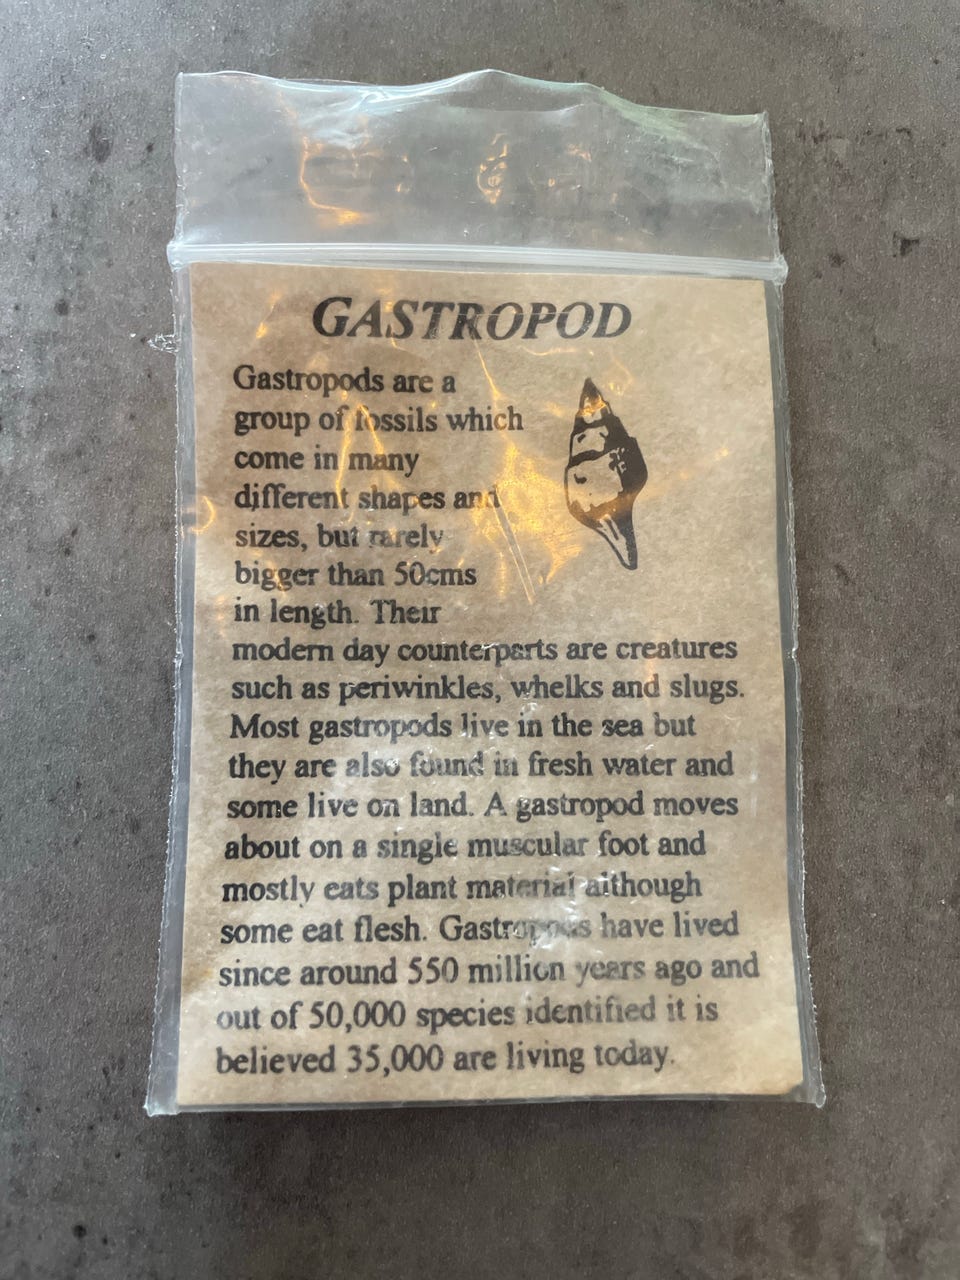 GASTROPOD
Gastropods are a
group of fossils which
come in many
different shapes and
sizes, but rarely
bigger than 50cms
in length. Their
modern day counterparts are creatures
such as periwinkles, whelks and slugs.
Most gastropods live in the sea but
they are also found in fresh water and
some live on land. A gastropod moves
about on a single muscular foot and
mostly eats plant material although
some eat flesh. Gastropods have lived
since around 550 million years ago and
out of 50,000 species identified it is
believed 35,000 are living today.